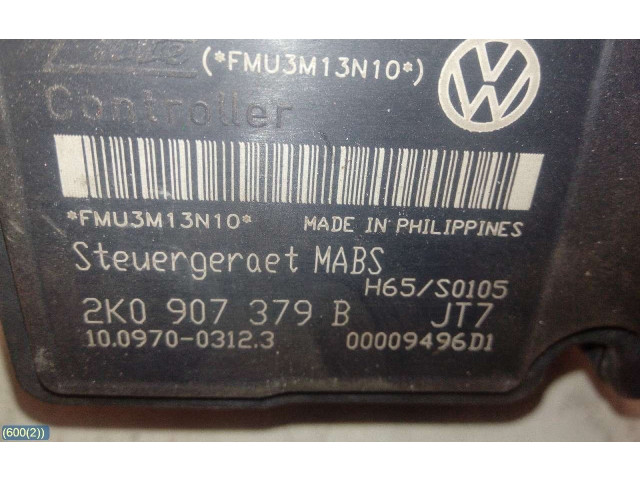 (*FMU3M13N10*)
Controller
*FMU3M13N10* MADE IN PHILIPPINES
Steuergeraet MABS
H65/S0105
2K0 907 379 B JT7
10.0970-0312.3 00009496D1
(600(2))